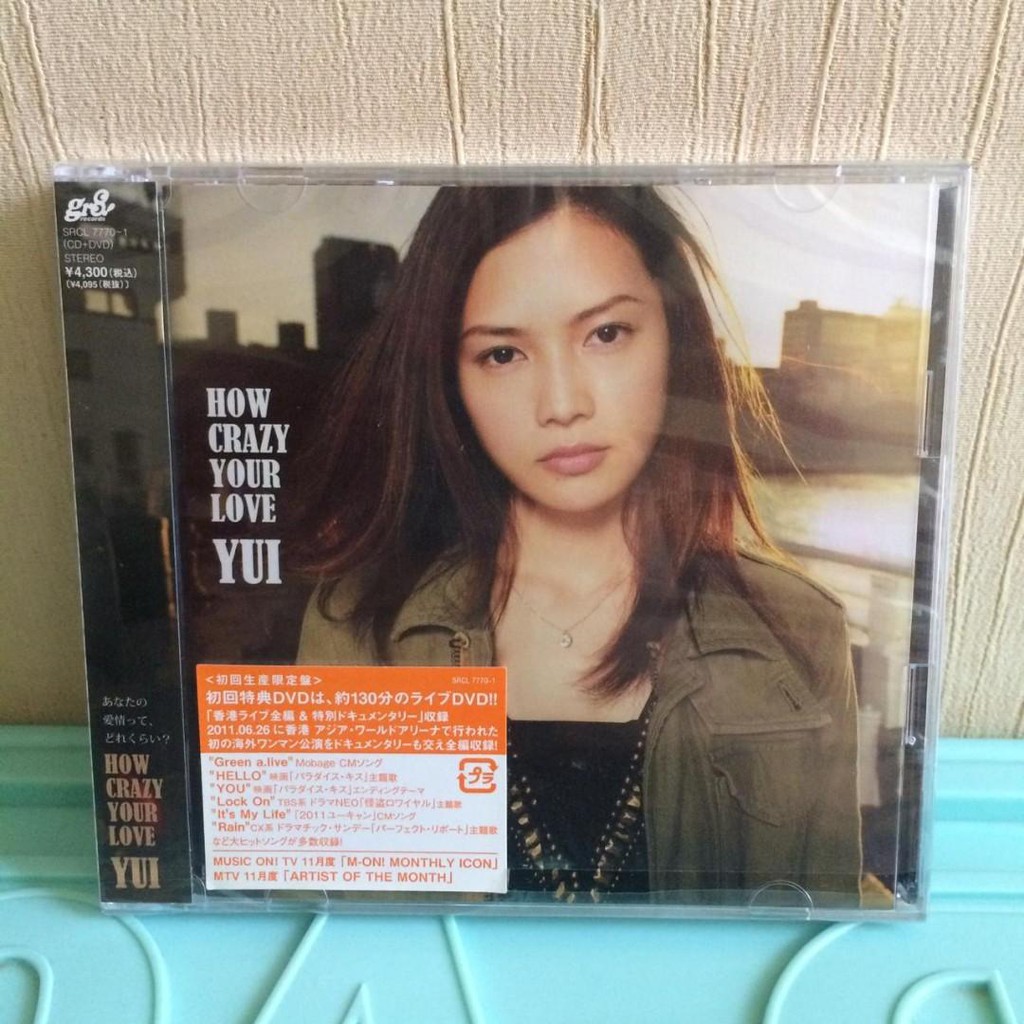 gr8!
records
SRCL 7770~1
(CD+DVD)
STEREO
¥4,300(税込)
(¥4,095(税抜))
HOW
CRAZY
YOUR
LOVE
YUI
あなたの
愛情って、
どれくらい?
HOW
CRAZY
YOUR
LOVE
YUI
<初回生産限定盤>
SRCL 7770-1
初回特典DVDは、約130分のライブDVD!!
「香港ライブ全編 & 特別ドキュメンタリー」収録
2011.06.26 に香港 アジア・ワールドアリーナで行われた
初の海外ワンマン公演をドキュメンタリーも交え全編収録!
"Green a.live" Mobage CMソング
"HELLO" 映画「パラダイス・キス」主題歌
"YOU" 映画「パラダイス・キス」エンディングテーマ
"Lock On" TBS系 ドラマNEO「怪盗ロワイヤル」主題歌
"It's My Life"「2011ユーキャン」CMソング
"Rain" CX系 ドラマチック・サンデー「パーフェクト・リポート」主題歌
など大ヒットソングが多数収録!
プラ
MUSIC ON! TV 11月度「M-ON! MONTHLY ICON」
MTV 11月度「ARTIST OF THE MONTH」